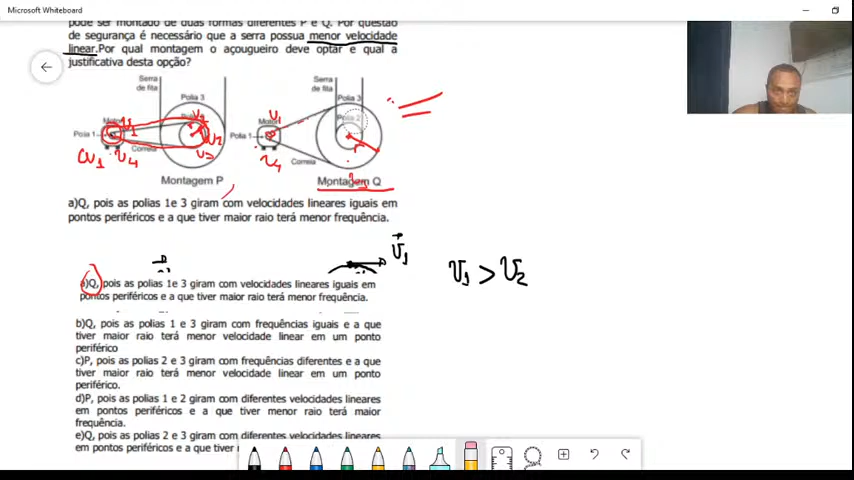 Microsoft Whiteboard
pode ser montado de duas formas diferentes P e Q. Por questão
de segurança é necessário que a serra possua menor velocidade
linear.Por qual montagem o açougueiro deve optar e qual a
justificativa desta opção?
Serra
de fita
Serra
de fita
Polia 3
Polia 3
Motor
Motor
Polia 2
Polia 1
Polia 1
Correia
Correia
Montagem P
Montagem Q
a)Q, pois as polias 1e 3 giram com velocidades lineares iguais em
pontos periféricos e a que tiver maior raio terá menor frequência.
V1
V1 > V2
a)Q, pois as polias 1e 3 giram com velocidades lineares iguais em
pontos periféricos e a que tiver maior raio terá menor frequência.
b)Q, pois as polias 1 e 3 giram com frequências iguais e a que
tiver maior raio terá menor velocidade linear em um ponto
periférico
c)P, pois as polias 2 e 3 giram com frequências diferentes e a que
tiver maior raio terá menor velocidade linear em um ponto
periférico.
d)P, pois as polias 1 e 2 giram com diferentes velocidades lineares
em pontos periféricos e a que tiver menor raio terá maior
frequência.
e)Q, pois as polias 2 e 3 giram com diferentes velocidades lineares
em pontos periféricos e a que tiver